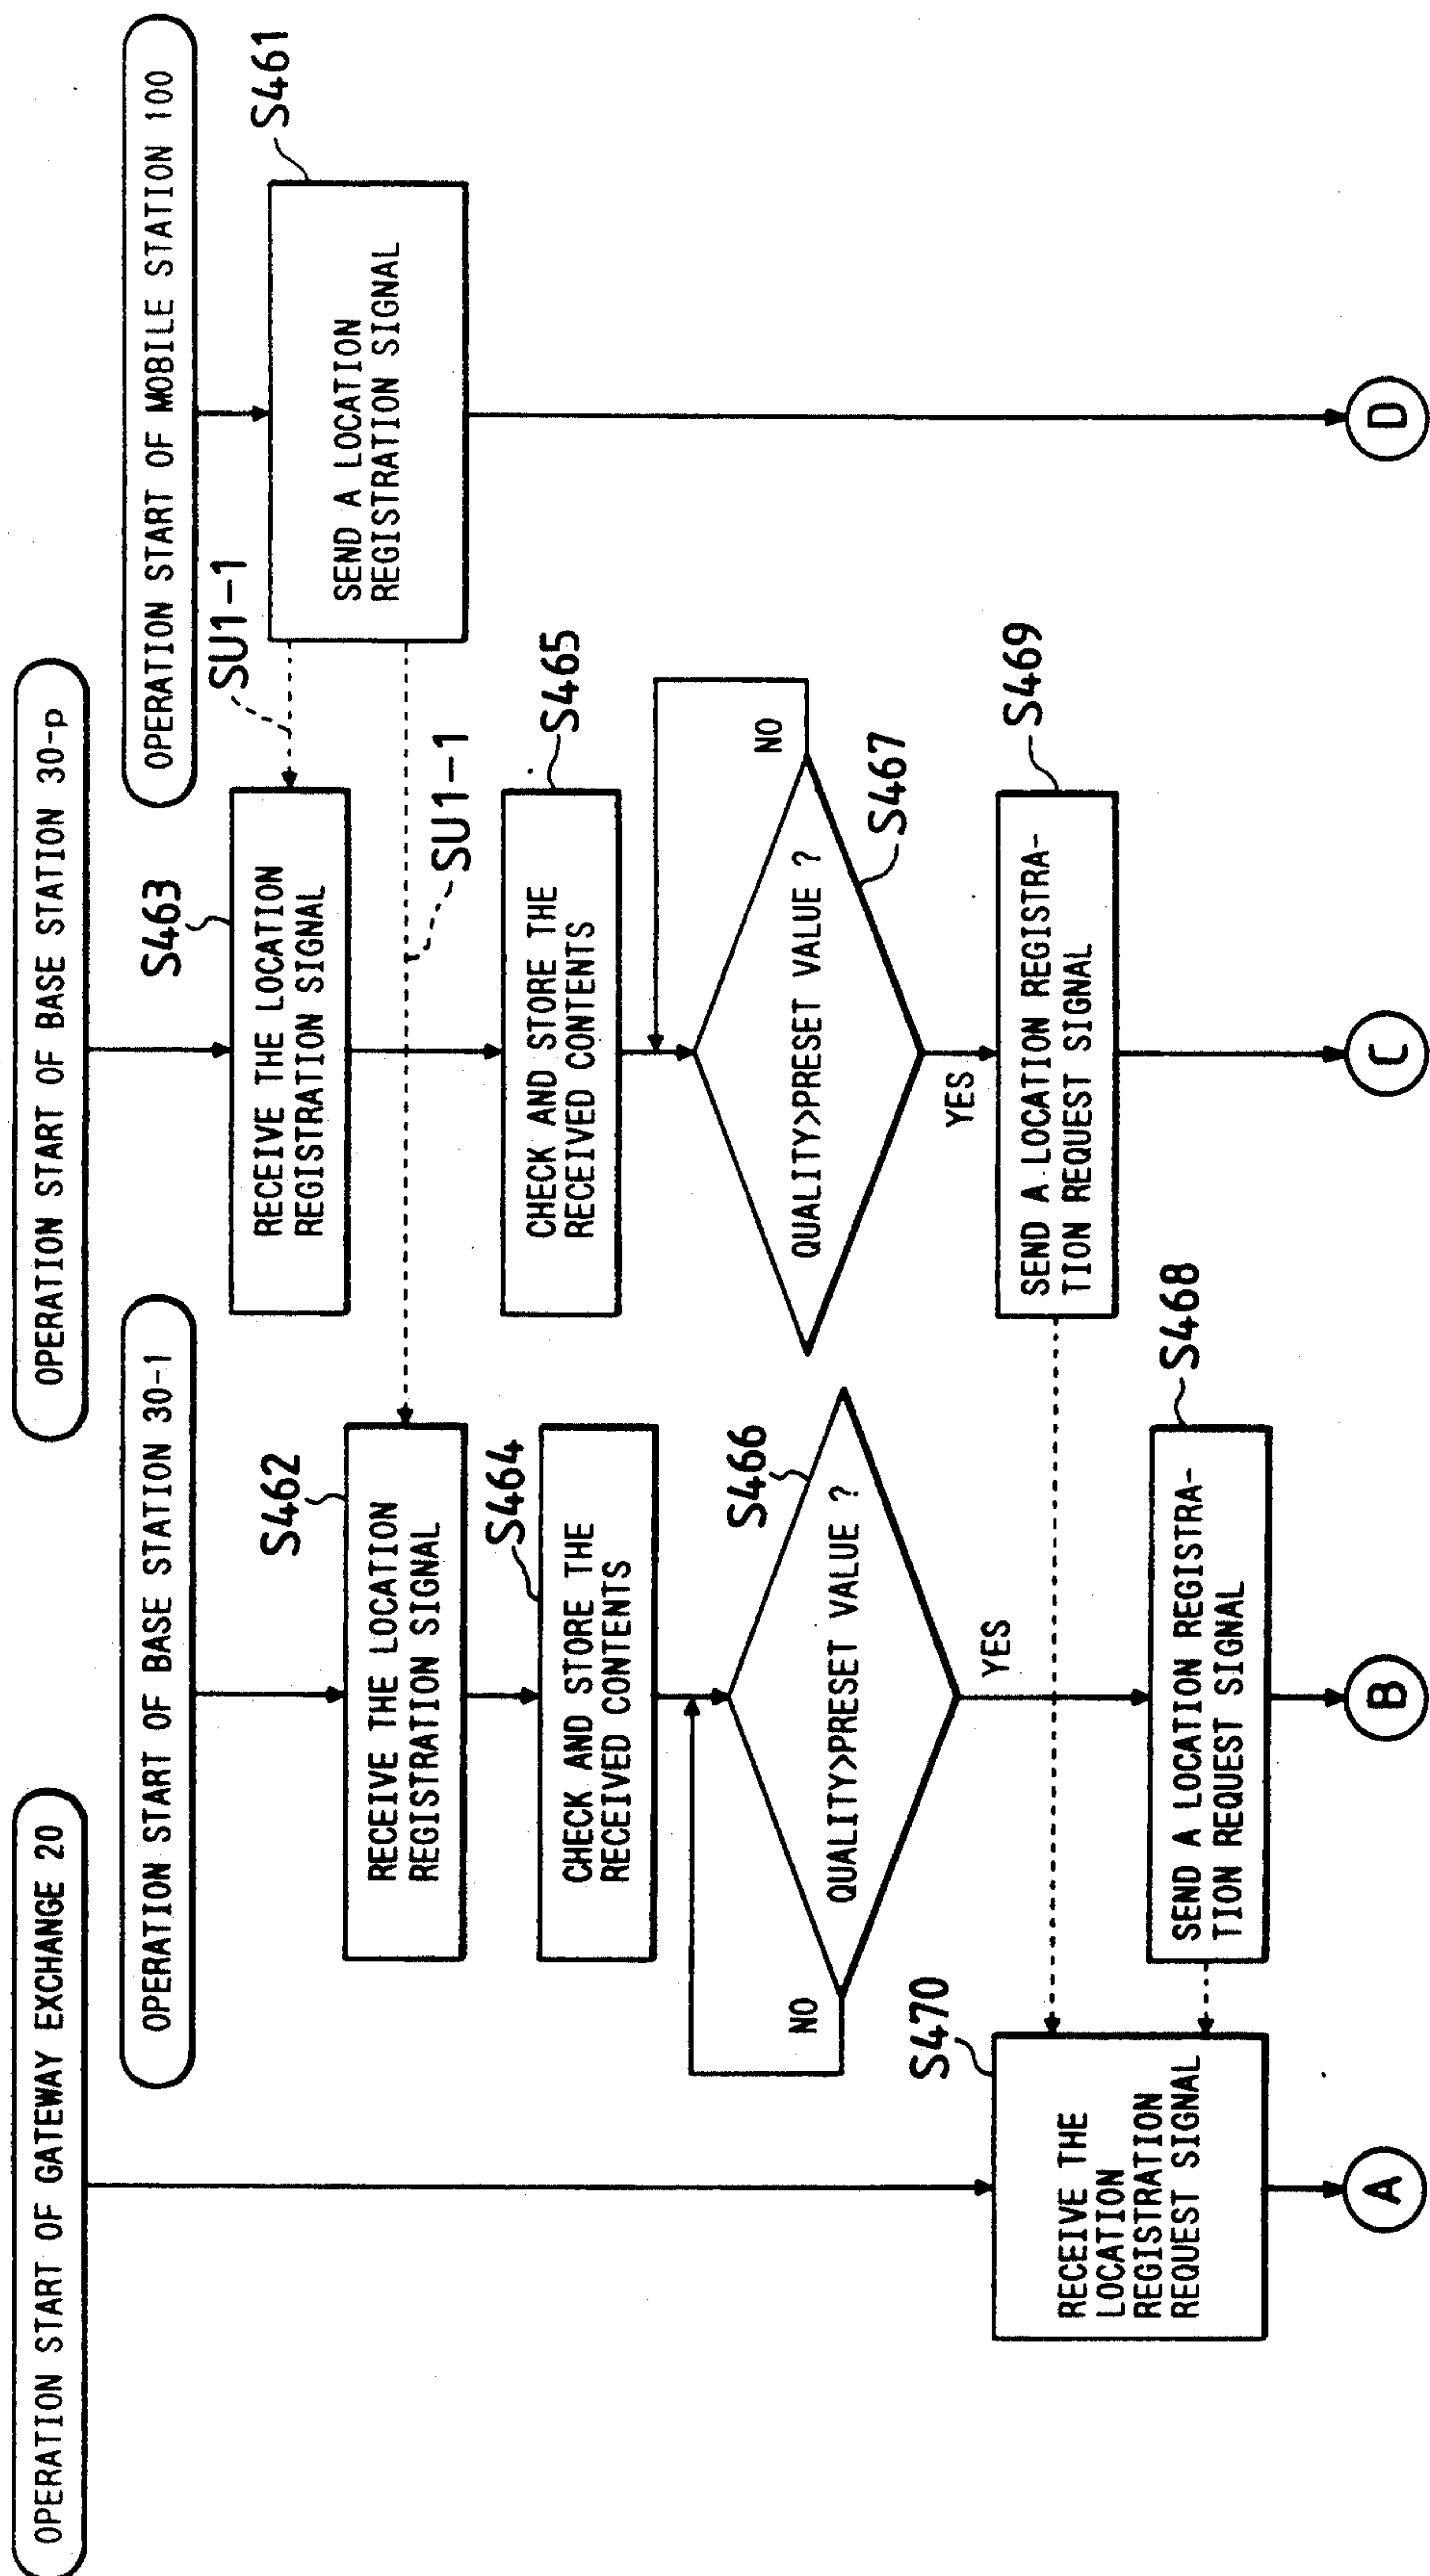 OPERATION START OF GATEWAY EXCHANGE 20
OPERATION START OF BASE STATION 30-p
OPERATION START OF BASE STATION 30-1
OPERATION START OF MOBILE STATION 100
S461
SEND A LOCATION
REGISTRATION SIGNAL
SU1-1
S463
RECEIVE THE LOCATION
REGISTRATION SIGNAL
SU1-1
S462
RECEIVE THE LOCATION
REGISTRATION SIGNAL
S464
CHECK AND STORE THE
RECEIVED CONTENTS
S465
CHECK AND STORE THE
RECEIVED CONTENTS
S466
QUALITY>PRESET VALUE ?
NO
YES
S467
QUALITY>PRESET VALUE ?
NO
YES
S469
SEND A LOCATION REGISTRA-
TION REQUEST SIGNAL
S468
SEND A LOCATION REGISTRA-
TION REQUEST SIGNAL
S470
RECEIVE THE
LOCATION
REGISTRATION
REQUEST SIGNAL
A
B
C
D